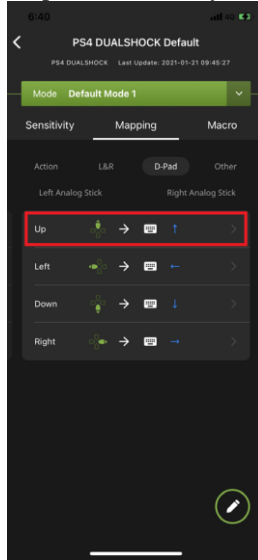 6:40 4G
PS4 DUALSHOCK Default
PS4 DUALSHOCK Last Update: 2021-01-21 09:45:27
Mode Default Mode 1
Sensitivity Mapping Macro
Action L&R D-Pad Other
Left Analog Stick Right Analog Stick
Up → ↑
Left → ←
Down → ↓
Right → →